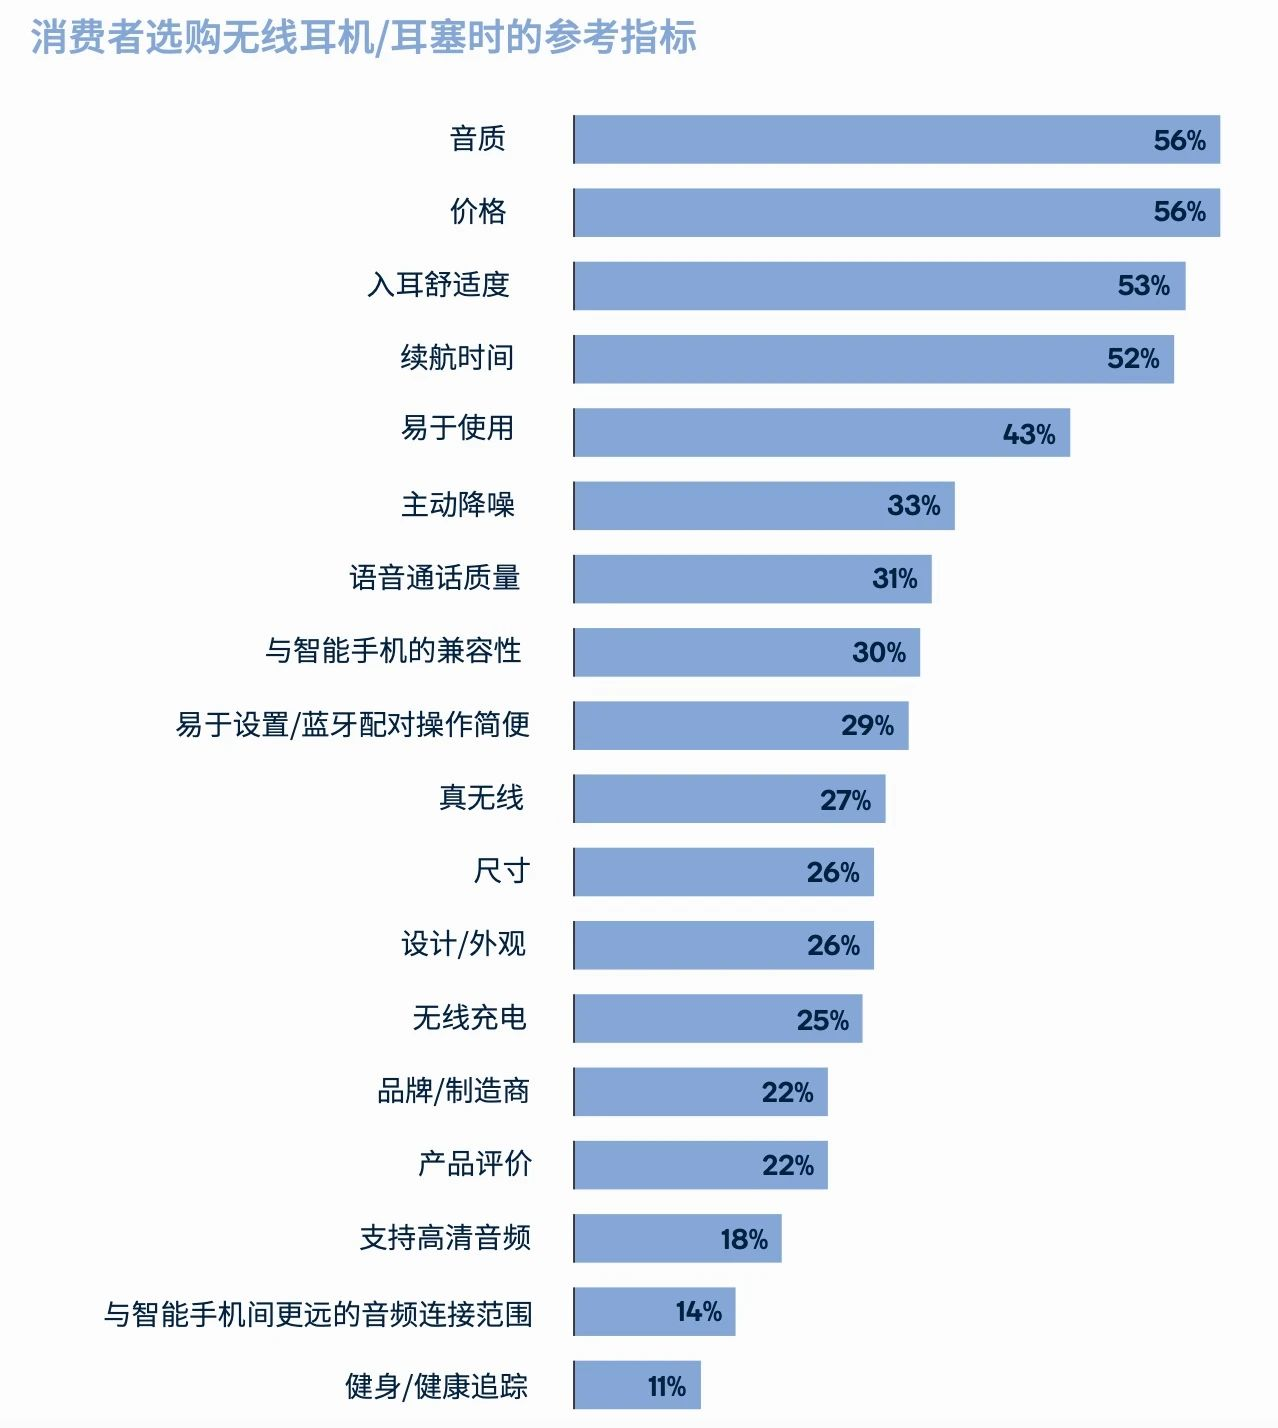 消费者选购无线耳机/耳塞时的参考指标
音质 56%
价格 56%
入耳舒适度 53%
续航时间 52%
易于使用 43%
主动降噪 33%
语音通话质量 31%
与智能手机的兼容性 30%
易于设置/蓝牙配对操作简便 29%
真无线 27%
尺寸 26%
设计/外观 26%
无线充电 25%
品牌/制造商 22%
产品评价 22%
支持高清音频 18%
与智能手机间更远的音频连接范围 14%
健身/健康追踪 11%